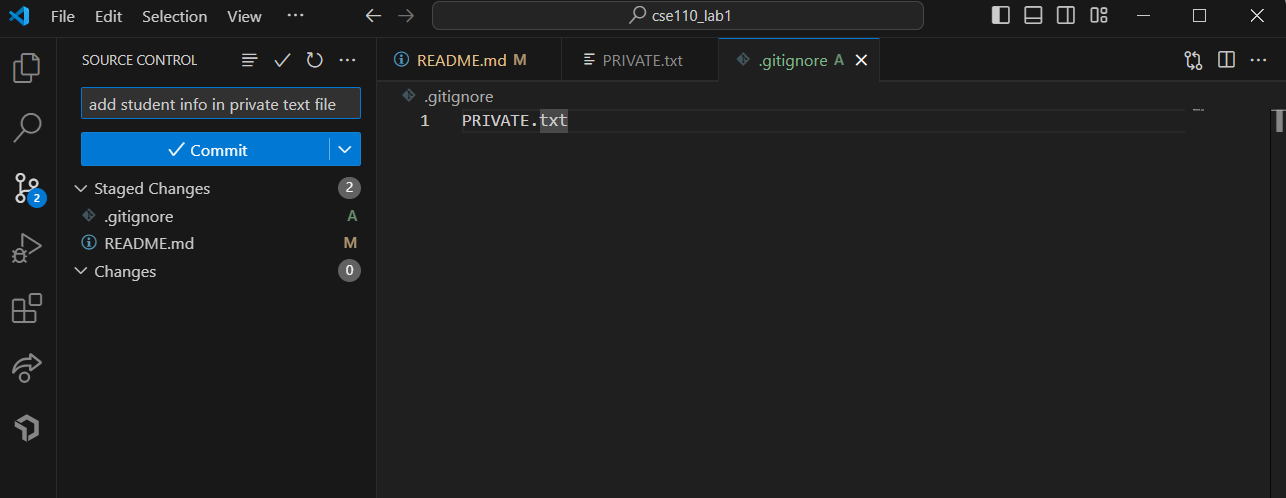 File Edit Selection View ··· cse110_lab1
SOURCE CONTROL ···
README.md M PRIVATE.txt .gitignore A
add student info in private text file
.gitignore
1 PRIVATE.txt
Commit
Staged Changes 2
2
.gitignore A
README.md M
Changes 0